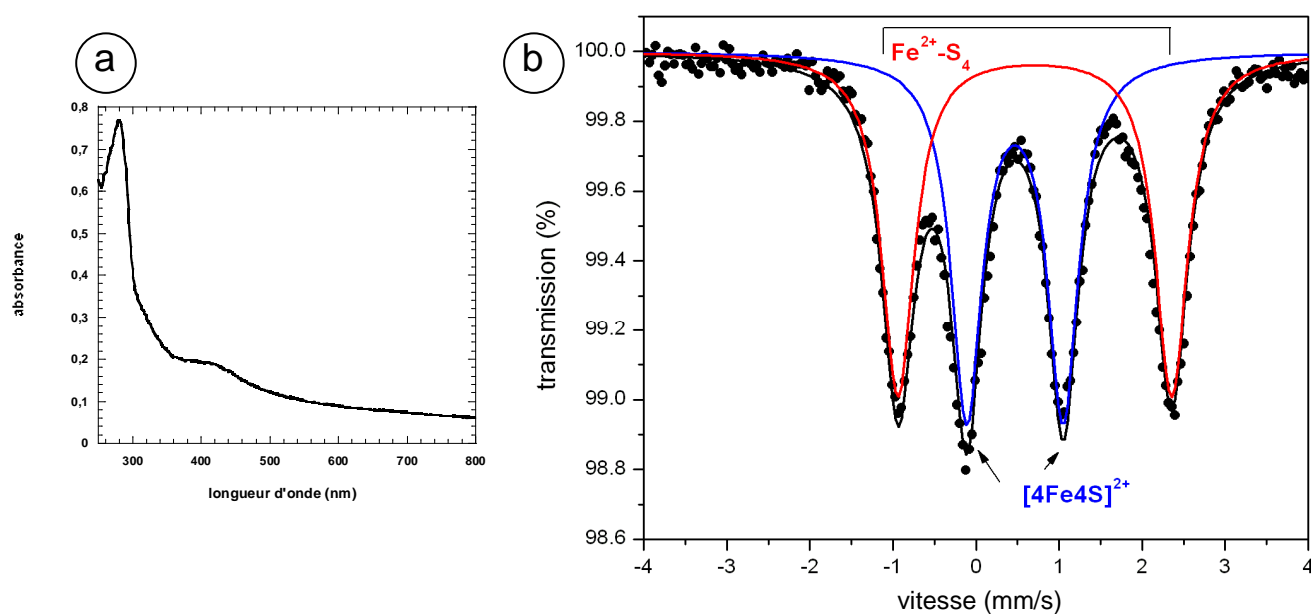 a
absorbance
0,8
0,7
0,6
0,5
0,4
0,3
0,2
0,1
0
300 400 500 600 700 800
longueur d'onde (nm)
b
transmission (%)
100.0
99.8
99.6
99.4
99.2
99.0
98.8
98.6
Fe²⁺-S₄
[4Fe4S]²⁺
-4 -3 -2 -1 0 1 2 3 4
vitesse (mm/s)